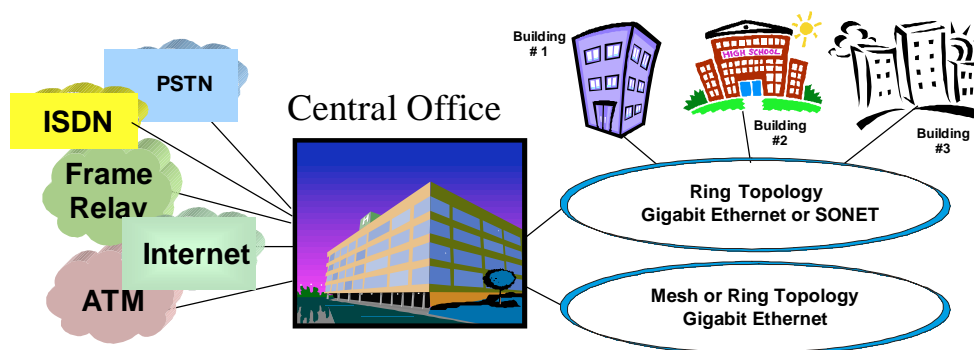 PSTN
ISDN
Frame
Relay
Internet
ATM
Central Office
Building
# 1
HIGH SCHOOL
Building
#2
Building
#3
Ring Topology
Gigabit Ethernet or SONET
Mesh or Ring Topology
Gigabit Ethernet